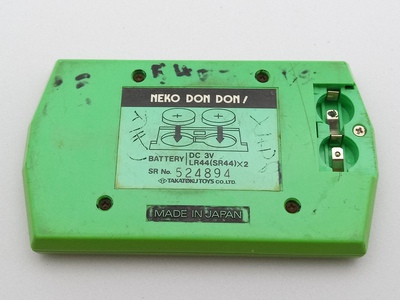 NEKO DON DON!
BATTERY DC 3V
LR44(SR44)×2
SR No. 524894
TAKATOKU TOYS CO.LTD.
MADE IN JAPAN